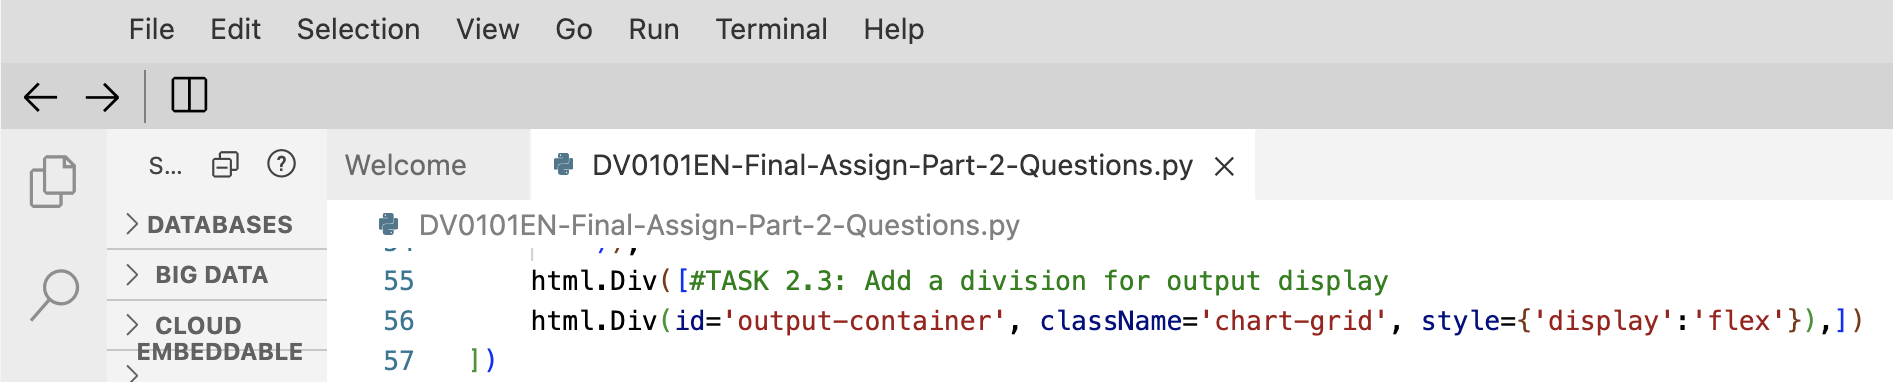 File Edit Selection View Go Run Terminal Help
S...
Welcome DV0101EN-Final-Assign-Part-2-Questions.py
DATABASES
BIG DATA
CLOUD
EMBEDDABLE
DV0101EN-Final-Assign-Part-2-Questions.py
55 html.Div([#TASK 2.3: Add a division for output display
56 html.Div(id='output-container', className='chart-grid', style={'display':'flex'}),])
57 ])